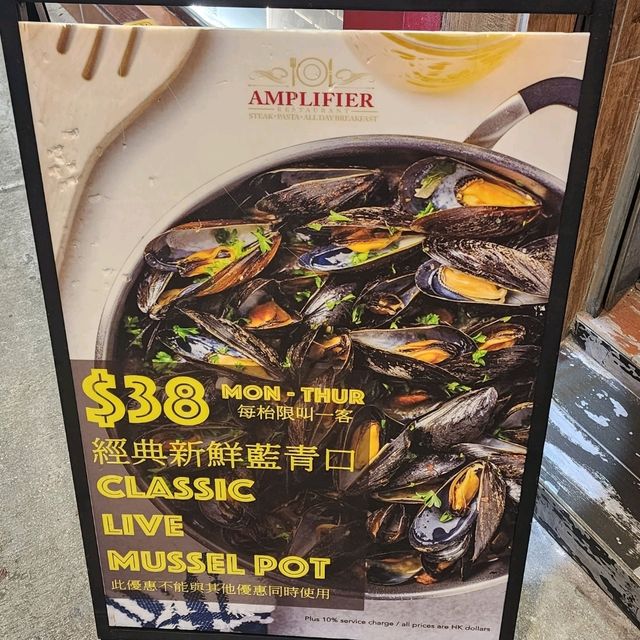 AMPLIFIER
RESTAURANT
STEAK • PASTA • ALL DAY BREAKFAST
$38 MON - THUR
每枱限叫一客
經典新鮮藍青口
CLASSIC
LIVE
MUSSEL POT
此優惠不能與其他優惠同時使用
Plus 10% service charge / all prices are HK dollars